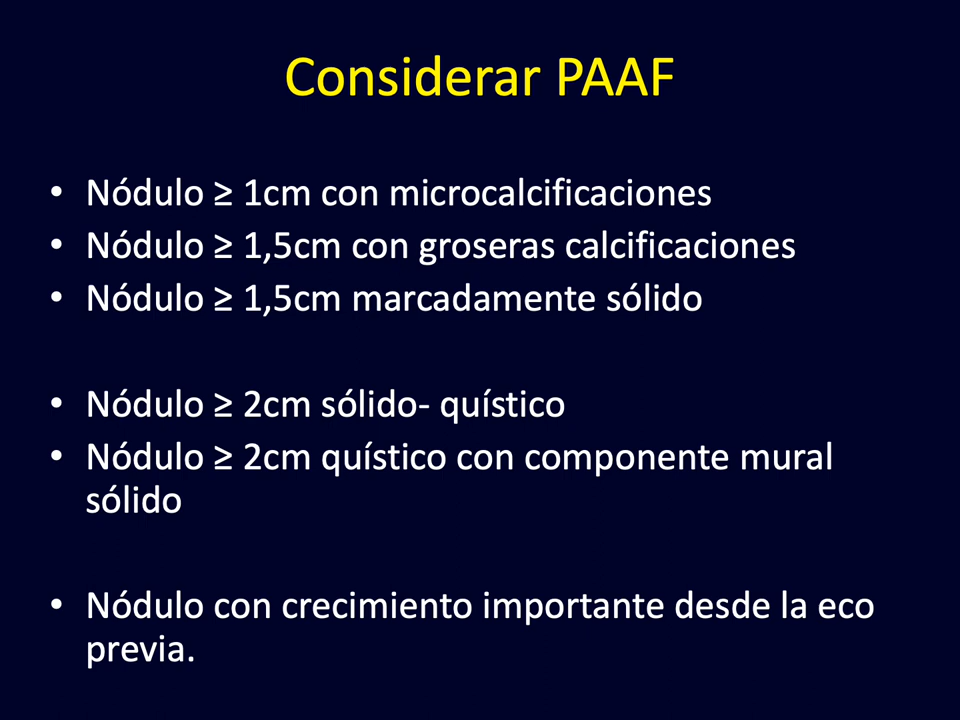 Considerar PAAF
• Nódulo ≥ 1cm con microcalcificaciones
• Nódulo ≥ 1,5cm con groseras calcificaciones
• Nódulo ≥ 1,5cm marcadamente sólido
• Nódulo ≥ 2cm sólido- quístico
• Nódulo ≥ 2cm quístico con componente mural
sólido
• Nódulo con crecimiento importante desde la eco
previa.